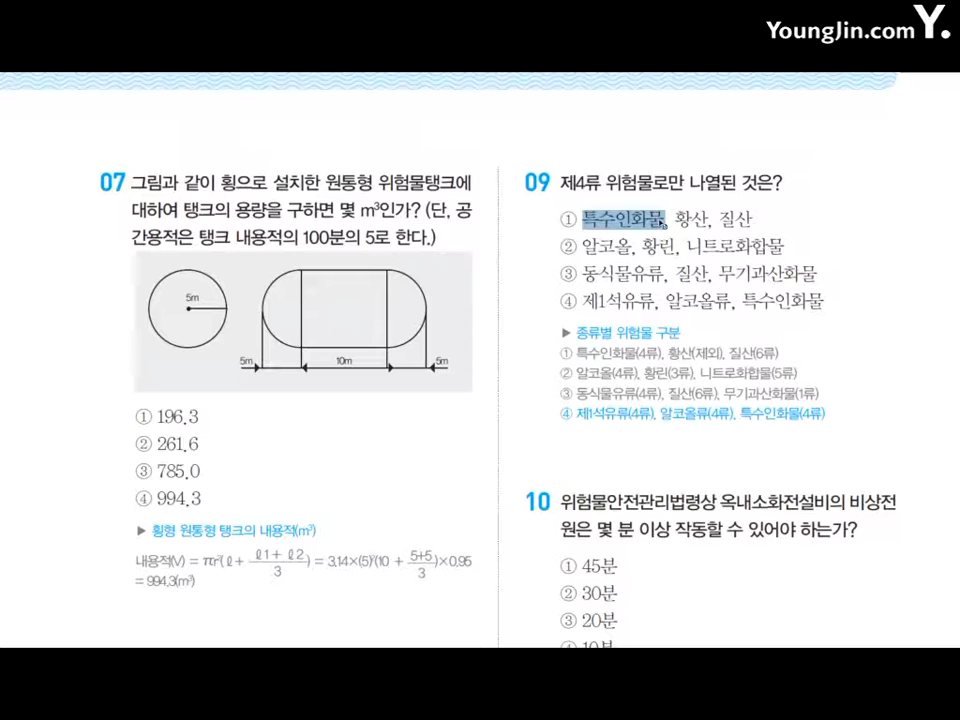 YoungJin.com Y.
07 그림과 같이 횡으로 설치한 원통형 위험물탱크에
대하여 탱크의 용량을 구하면 몇 m³인가? (단, 공
간용적은 탱크 내용적의 100분의 5로 한다.)
5m
5m 10m 5m
① 196.3
② 261.6
③ 785.0
④ 994.3
▶ 횡형 원통형 탱크의 내용적(m³)
내용적(V) = πr²(ℓ + ℓ1 + ℓ2 / 3) = 3.14×(5)²(10 + 5+5 / 3)×0.95
= 994.3(m³)
09 제4류 위험물로만 나열된 것은?
① 특수인화물, 황산, 질산
② 알코올, 황린, 니트로화합물
③ 동식물유류, 질산, 무기과산화물
④ 제1석유류, 알코올류, 특수인화물
▶ 종류별 위험물 구분
① 특수인화물(4류), 황산(제외), 질산(6류)
② 알코올(4류), 황린(3류), 니트로화합물(5류)
③ 동식물유류(4류), 질산(6류), 무기과산화물(1류)
④ 제1석유류(4류), 알코올류(4류), 특수인화물(4류)
10 위험물안전관리법령상 옥내소화전설비의 비상전
원은 몇 분 이상 작동할 수 있어야 하는가?
① 45분
② 30분
③ 20분
④ 10분